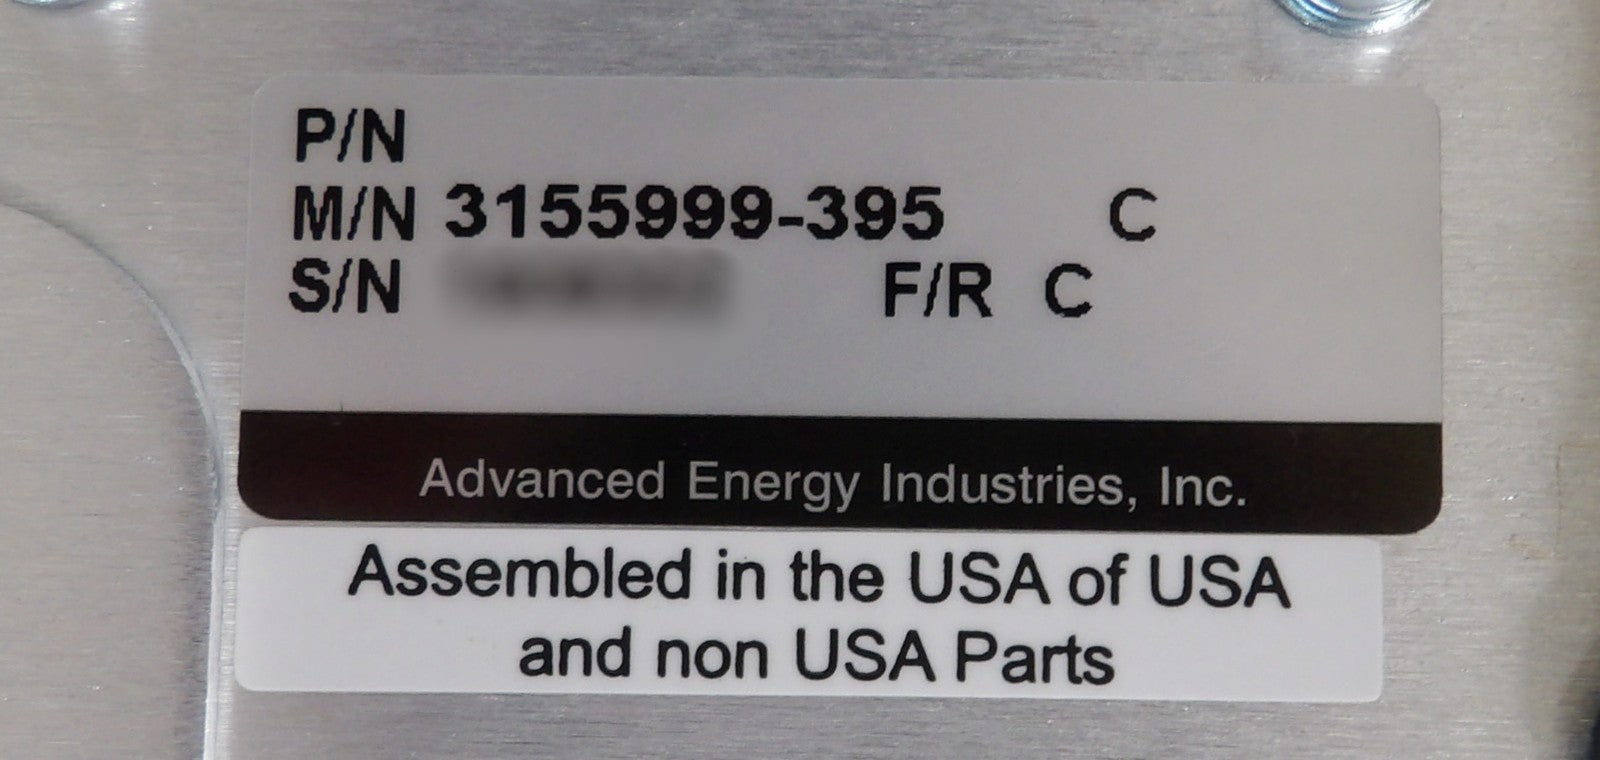 P/N
M/N 3155999-395 C
S/N F/R C
Advanced Energy Industries, Inc.
Assembled in the USA of USA
and non USA Parts